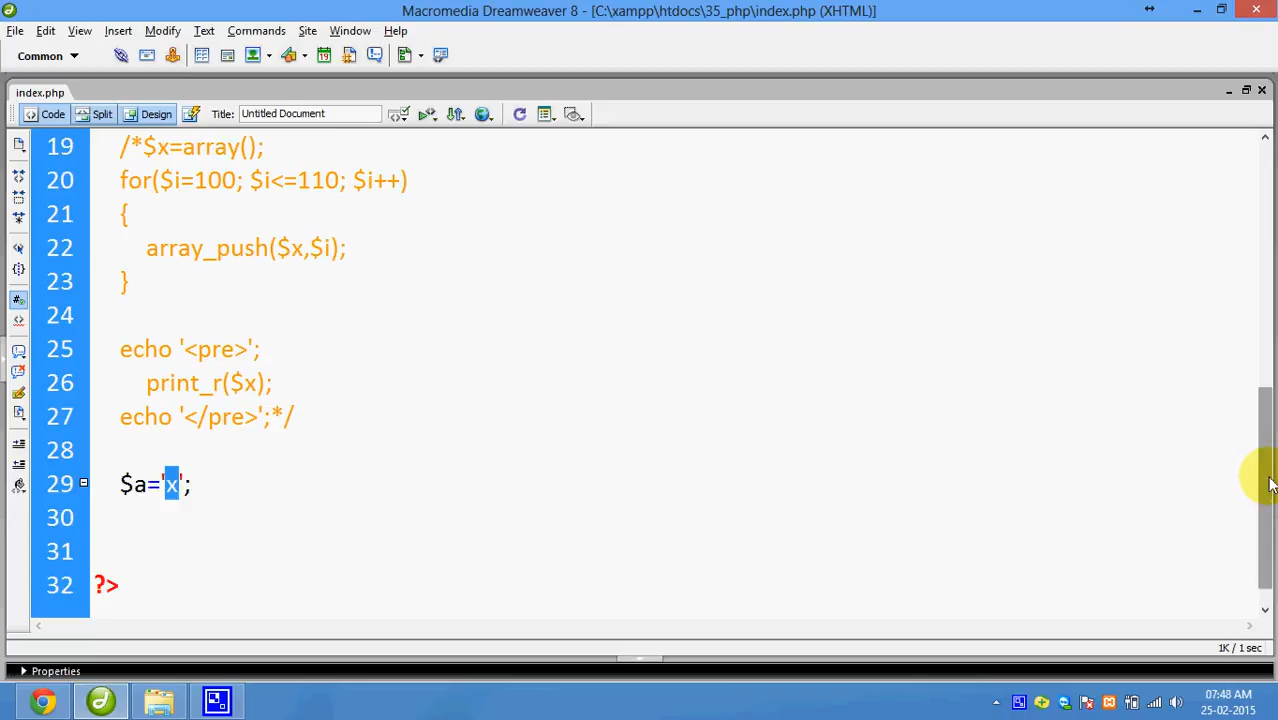 Macromedia Dreamweaver 8 - [C:\xampp\htdocs\35_php\index.php (XHTML)]
File Edit View Insert Modify Text Commands Site Window Help
Common
index.php
Code Split Design Title: Untitled Document
19 /*$x=array();
20 for($i=100; $i<=110; $i++)
21 {
22 array_push($x,$i);
23 }
24
25 echo '<pre>';
26 print_r($x);
27 echo '</pre>';*/
28
29 $a='x';
30
31
32 ?>
1K / 1 sec
Properties
07:48 AM
25-02-2015